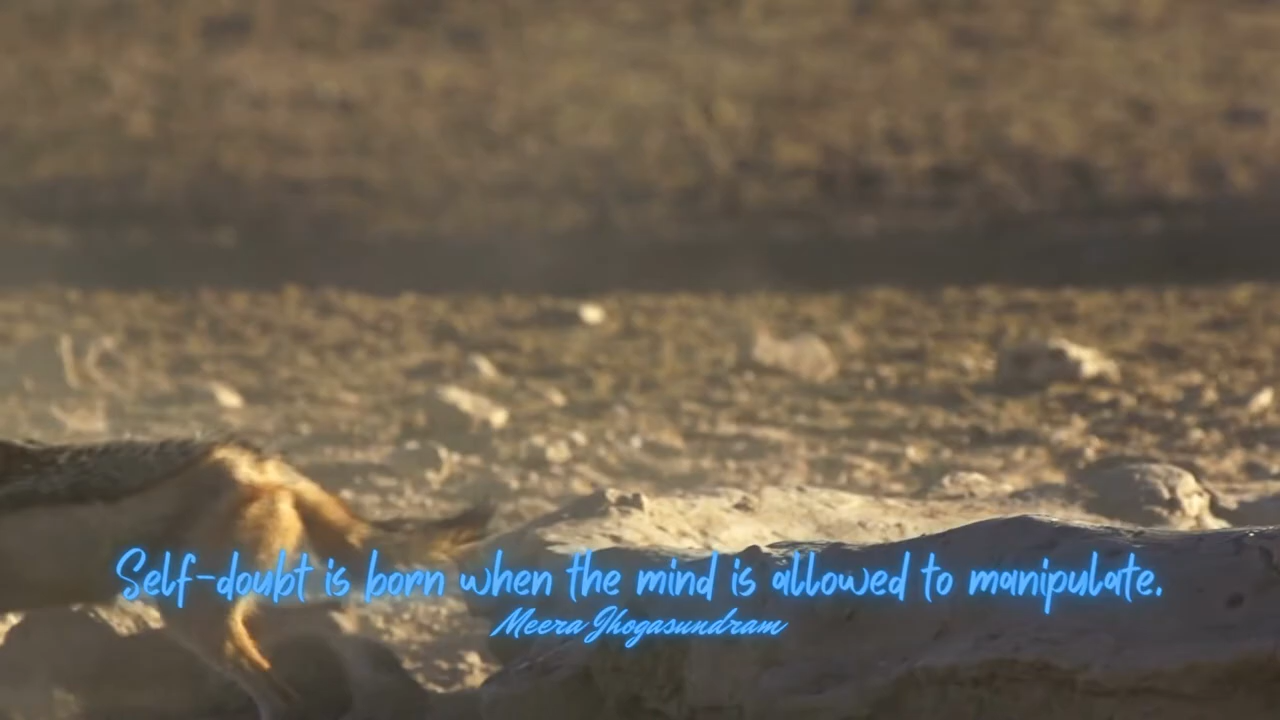 Self-doubt is born when the mind is allowed to manipulate.
Meera Jhogasundram